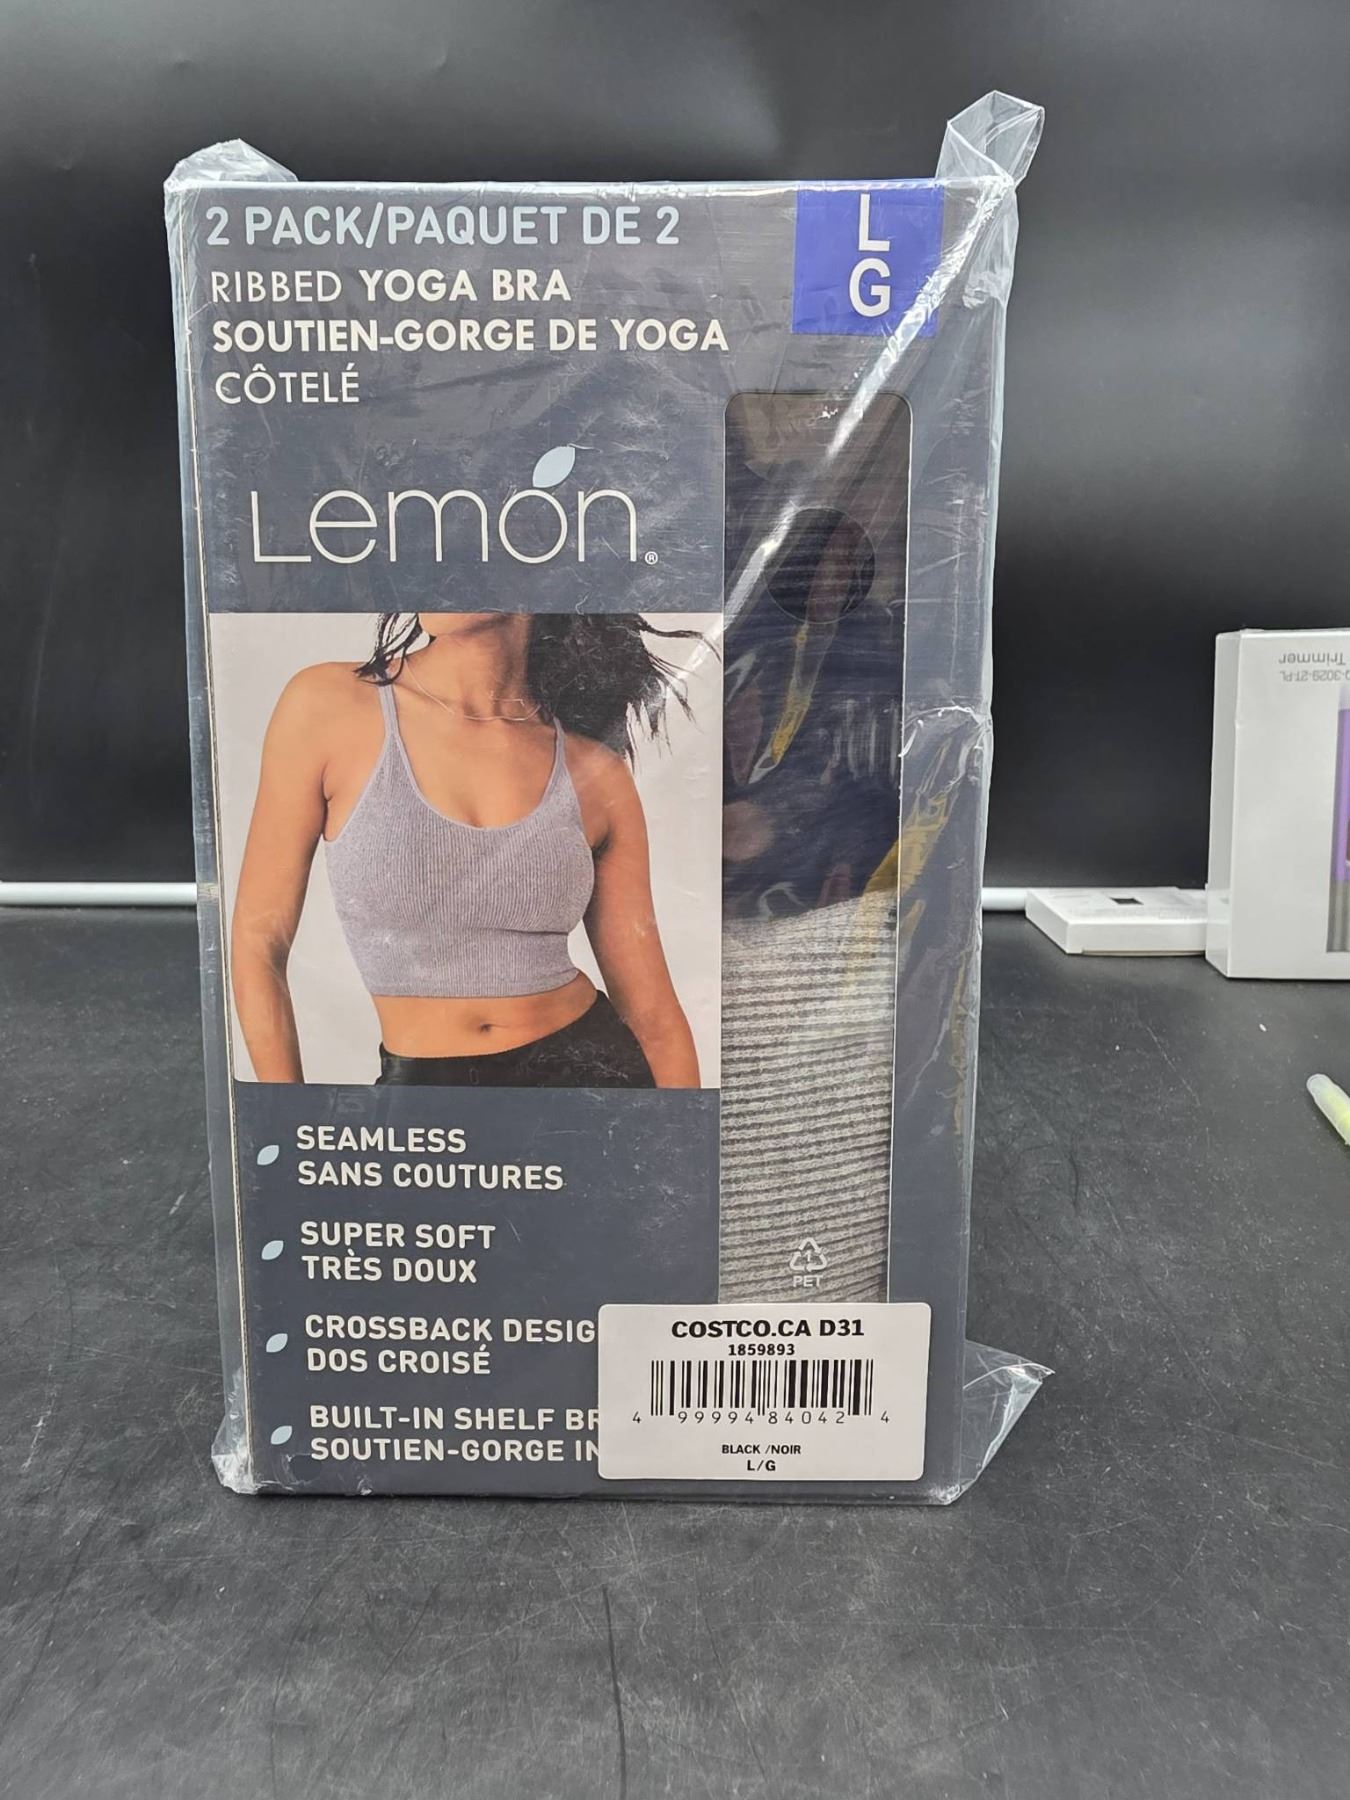 2 PACK/PAQUET DE 2
L
G
RIBBED YOGA BRA
SOUTIEN-GORGE DE YOGA
CÔTELÉ
Lemon®
SEAMLESS
SANS COUTURES
SUPER SOFT
TRÈS DOUX
CROSSBACK DESIG
DOS CROISÉ
BUILT-IN SHELF BR
SOUTIEN-GORGE IN
1
PET
COSTCO.CA D31
1859893
4 99994 84042 4
BLACK /NOIR
L/G
Trimmer